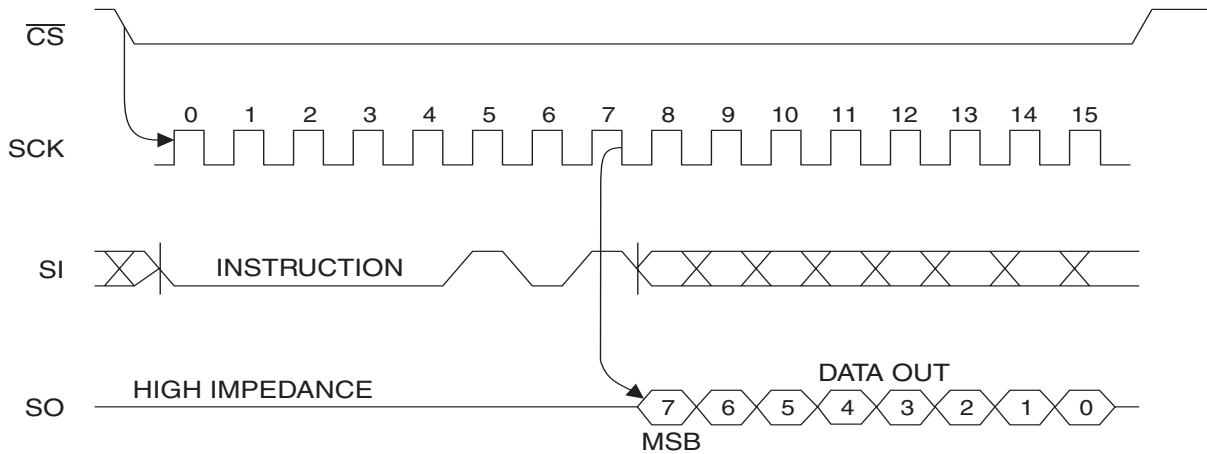 CS
0 1 2 3 4 5 6 7 8 9 10 11 12 13 14 15
SCK
SI INSTRUCTION
HIGH IMPEDANCE DATA OUT
SO 7 6 5 4 3 2 1 0
MSB